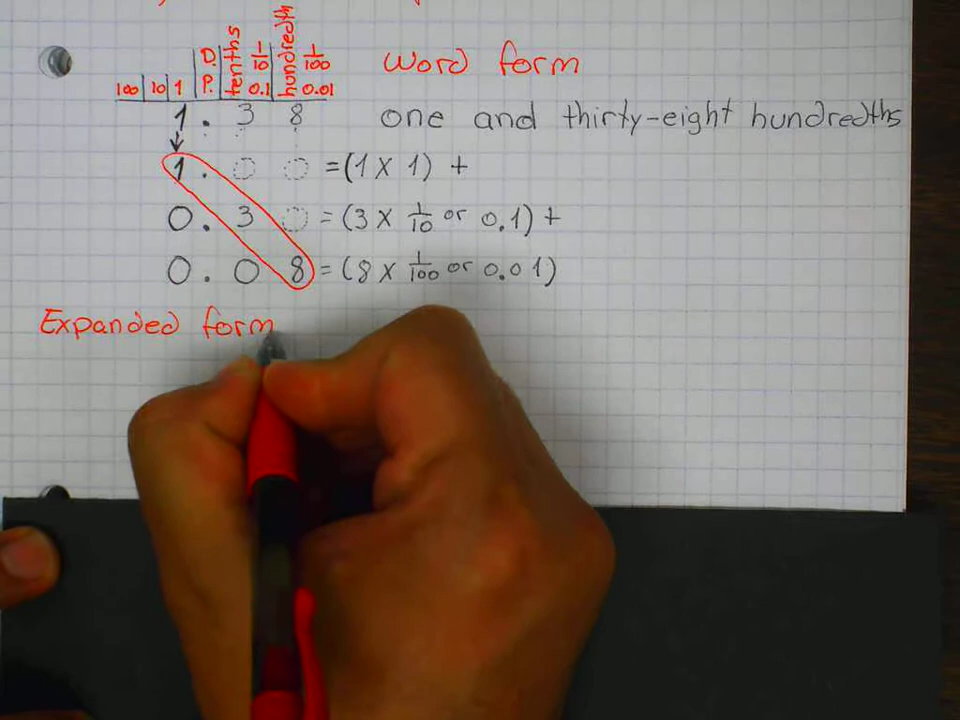 D. tenths 1/10 hundredth 1/100 Word form
100 10 1 P. 0.1 0.01
1 . 3 8 one and thirty-eight hundredths
1 . 0 0 = (1 X 1) +
0 . 3 0 = (3 X 1/10 or 0.1) +
0 . 0 8 = (8 X 1/100 or 0.01)
Expanded form